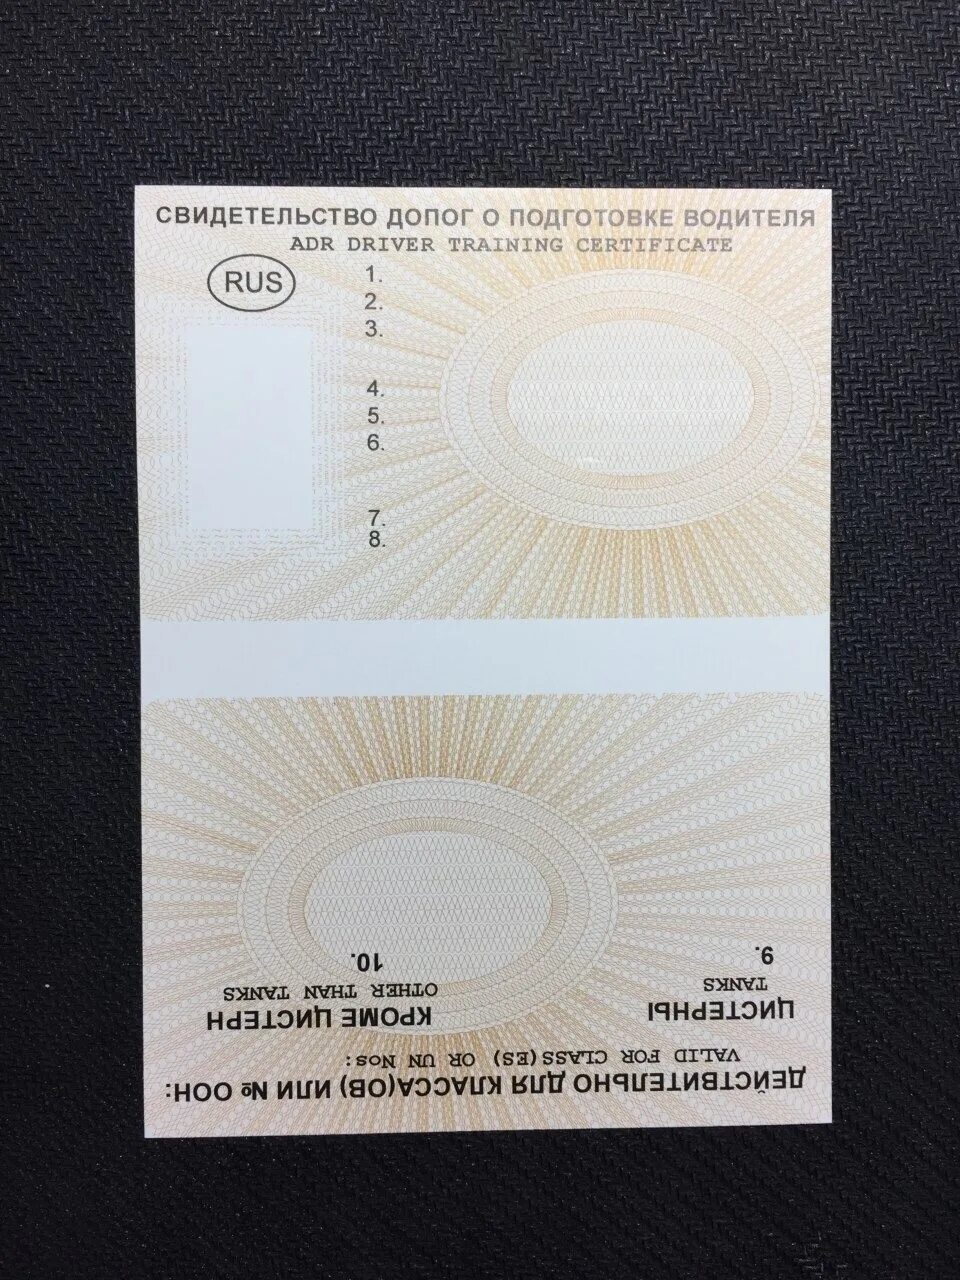 СВИДЕТЕЛЬСТВО ДОПОГ О ПОДГОТОВКЕ ВОДИТЕЛЯ
ADR DRIVER TRAINING CERTIFICATE
RUS
1.
2.
3.
4.
5.
6.
7.
8.
ДЕЙСТВИТЕЛЬНО ДЛЯ КЛАССА(ОВ) ИЛИ № ООН:
VALID FOR CLASS(ES) OR UN Nos:
ЦИСТЕРНЫ
TANKS
9.
КРОМЕ ЦИСТЕРН
OTHER THAN TANKS
10.